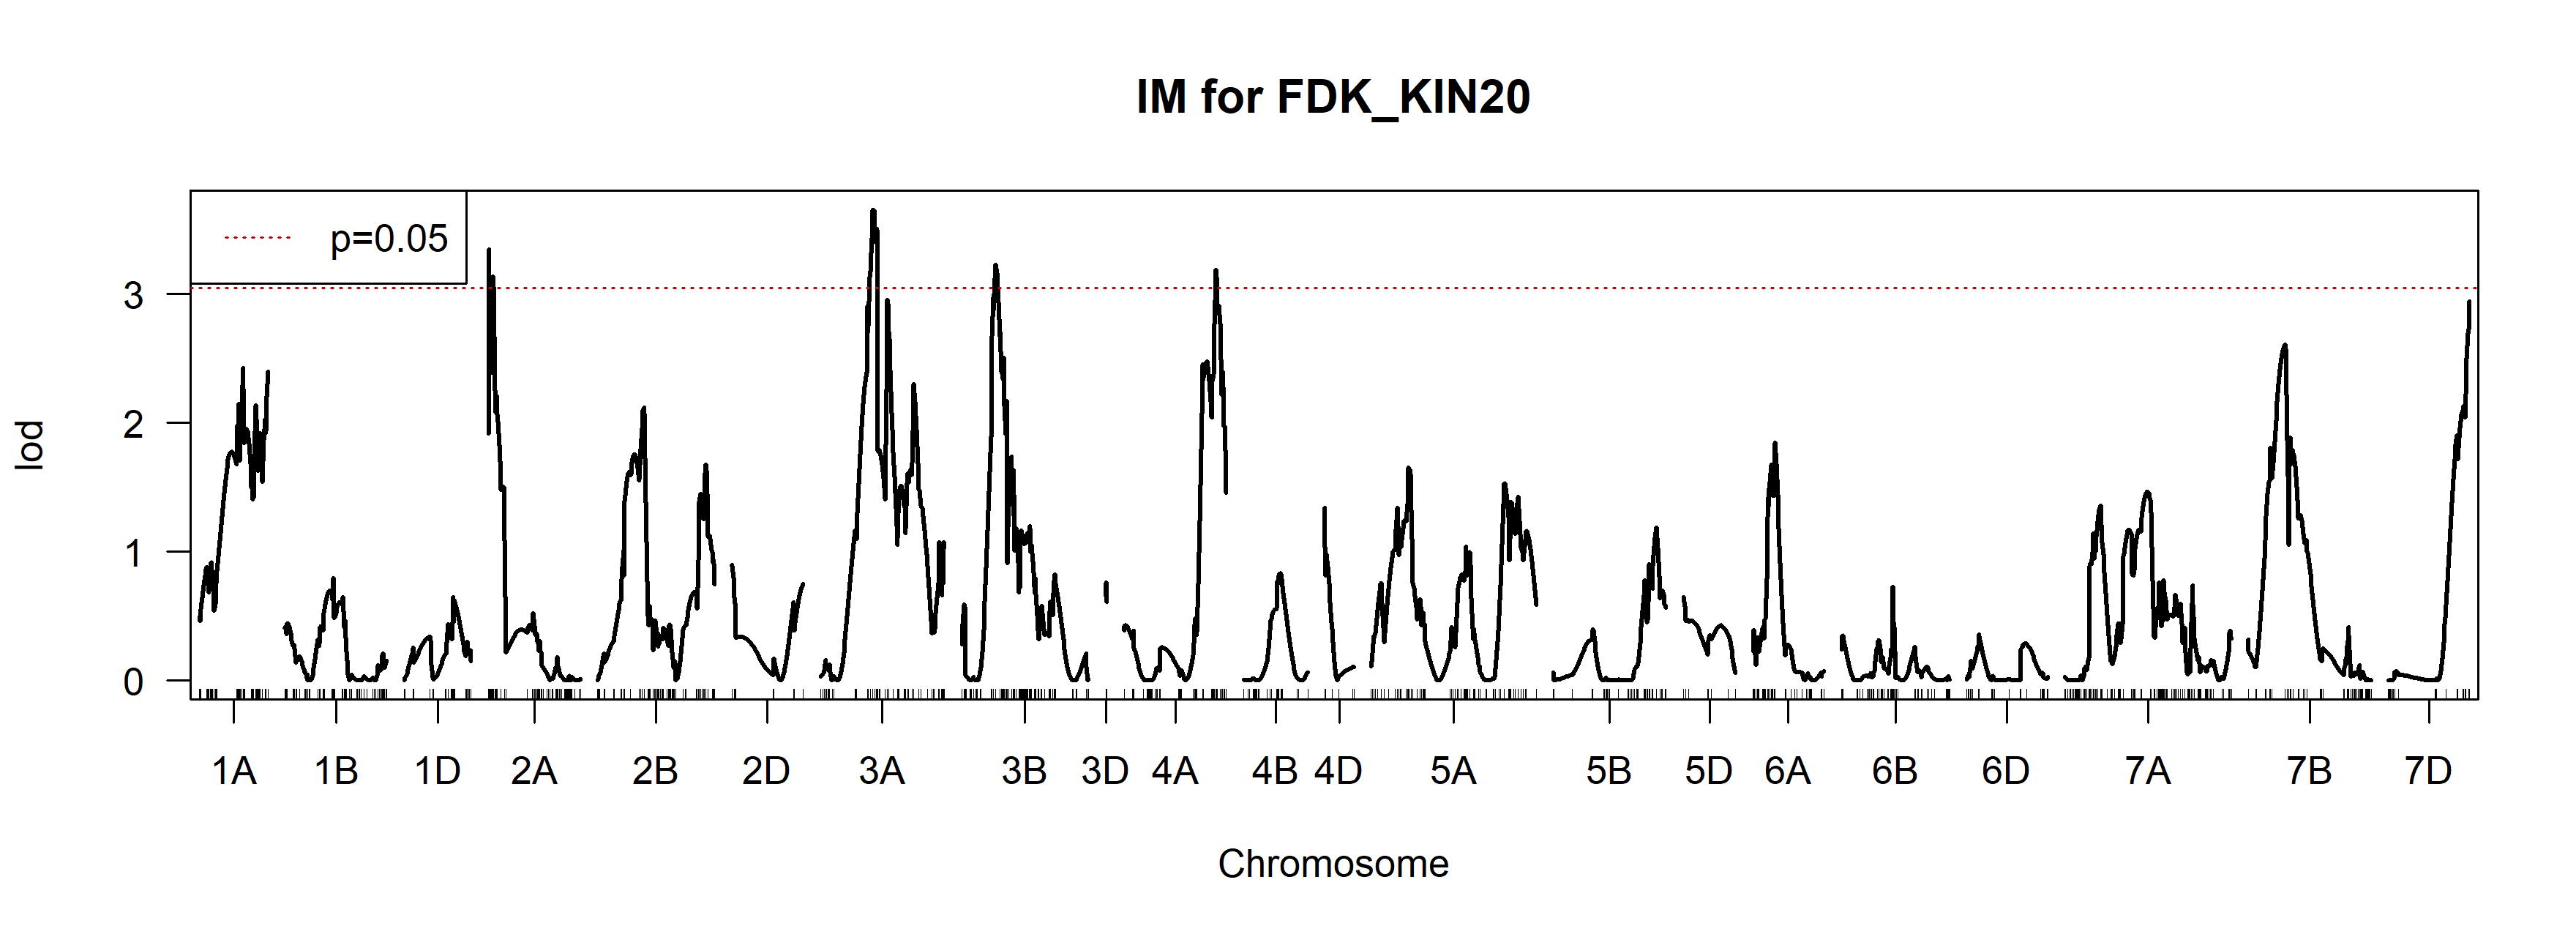 IM for FDK_KIN20
p=0.05
3
2
1
0
lod
1A 1B 1D 2A 2B 2D 3A 3B 3D 4A 4B 4D 5A 5B 5D 6A 6B 6D 7A 7B 7D
Chromosome